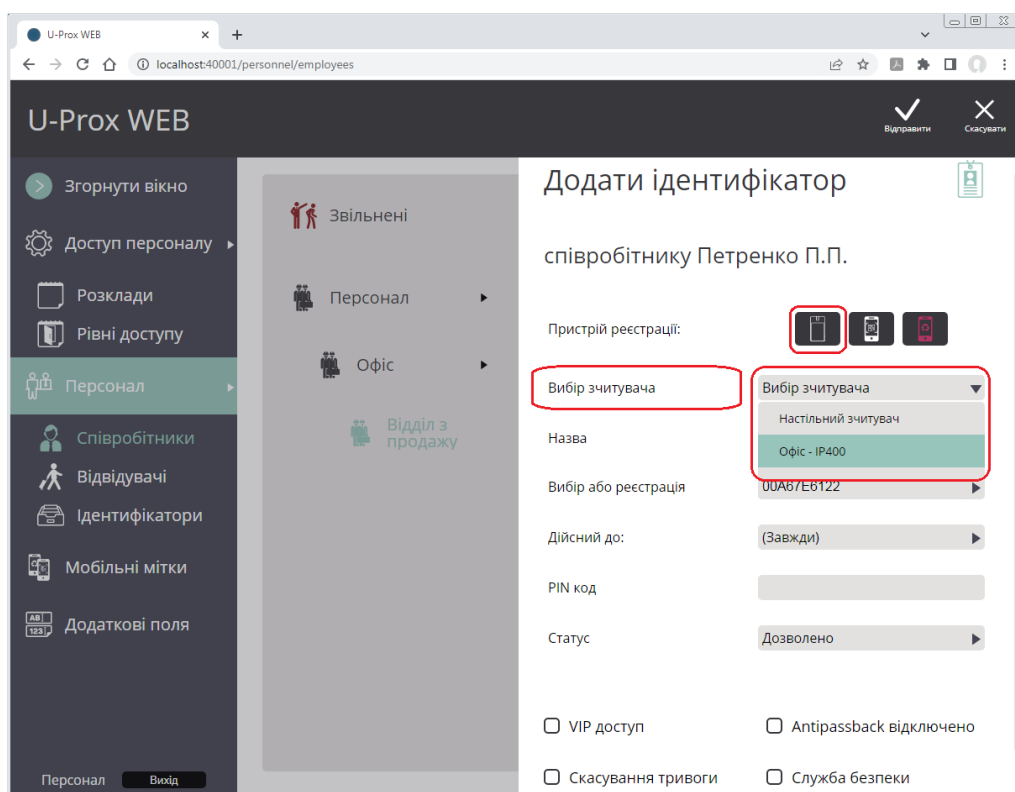 U-Prox WEB
localhost:40001/personnel/employees
U-Prox WEB
Відправити
Скасувати
Згорнути вікно
Доступ персоналу
Розклади
Рівні доступу
Персонал
Співробітники
Відвідувачі
Ідентифікатори
Мобільні мітки
AB
123
Додаткові поля
Персонал
Вихід
Звільнені
Персонал
Офіс
Відділ з
продажу
Додати ідентифікатор
співробітнику Петренко П.П.
Пристрій реєстрації:
Вибір зчитувача
Вибір зчитувача
Настільний зчитувач
Офіс - IP400
Назва
Вибір або реєстрація
00A67E6122
Дійсний до:
(Завжди)
PIN код
Статус
Дозволено
VIP доступ
Antipassback відключено
Скасування тривоги
Служба безпеки